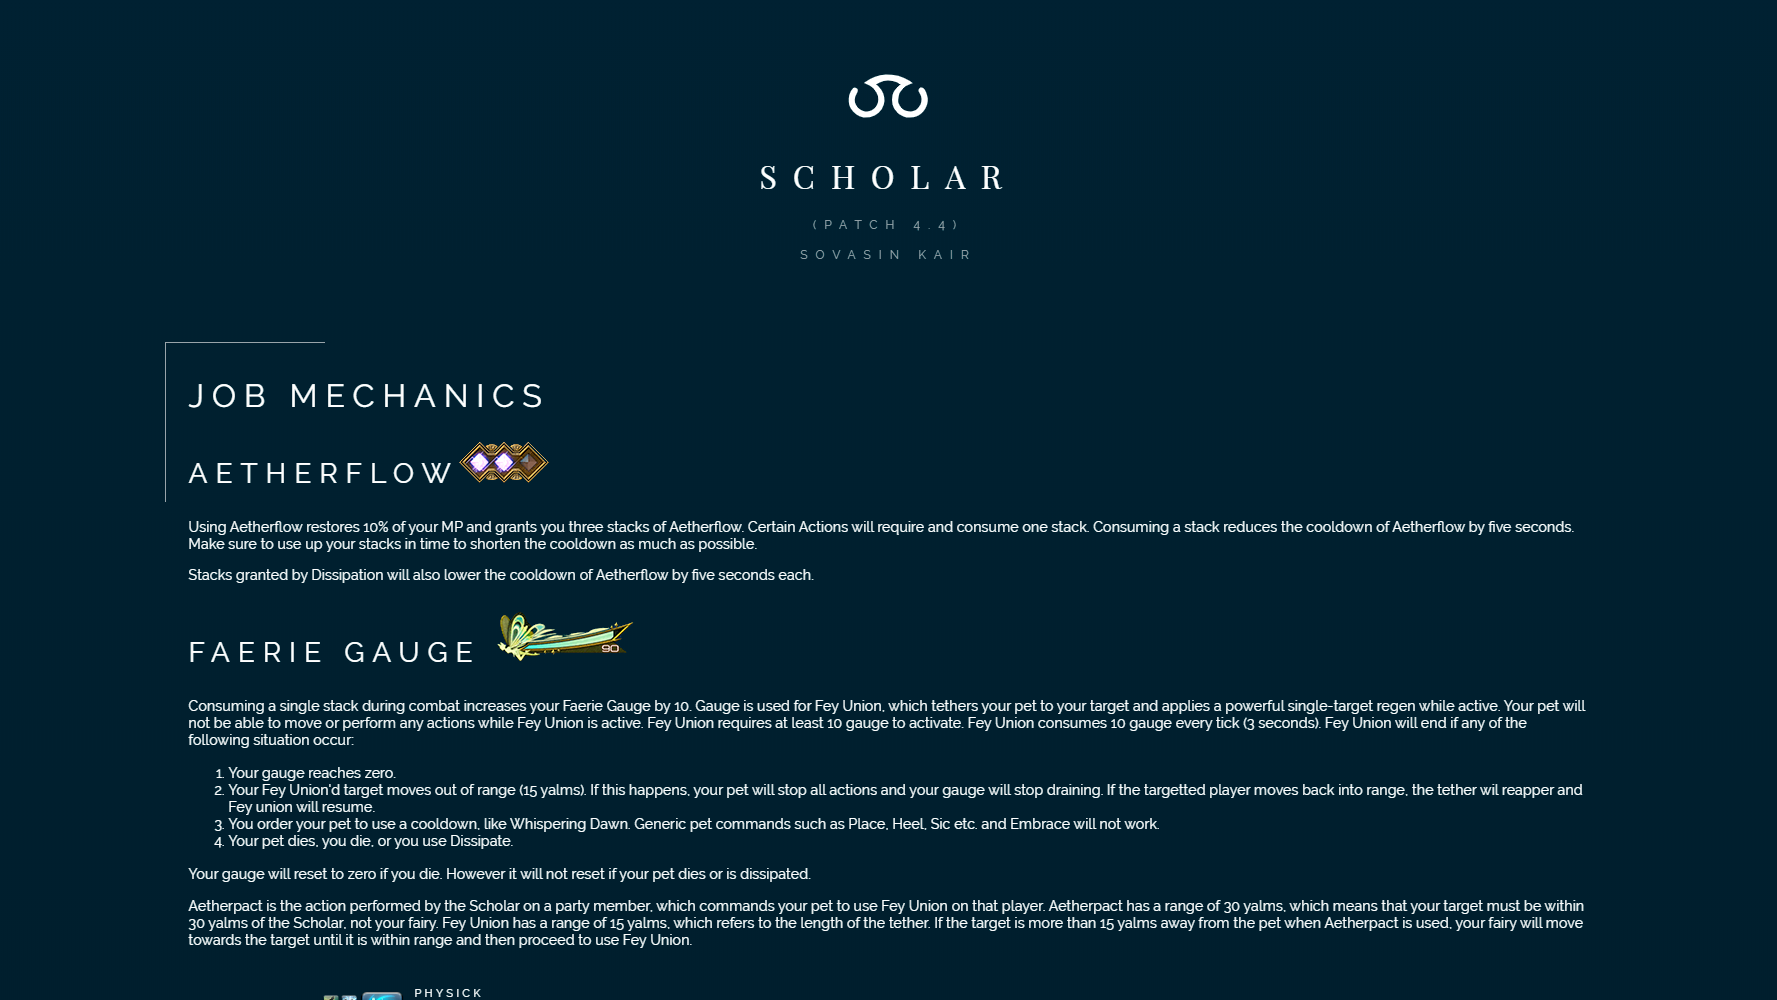 SCHOLAR
(PATCH 4.4)
SOVASIN KAIR
JOB MECHANICS
AETHERFLOW
Using Aetherflow restores 10% of your MP and grants you three stacks of Aetherflow. Certain Actions will require and consume one stack. Consuming a stack reduces the cooldown of Aetherflow by five seconds.
Make sure to use up your stacks in time to shorten the cooldown as much as possible.
Stacks granted by Dissipation will also lower the cooldown of Aetherflow by five seconds each.
FAERIE GAUGE
90
Consuming a single stack during combat increases your Faerie Gauge by 10. Gauge is used for Fey Union, which tethers your pet to your target and applies a powerful single-target regen while active. Your pet will
not be able to move or perform any actions while Fey Union is active. Fey Union requires at least 10 gauge to activate. Fey Union consumes 10 gauge every tick (3 seconds). Fey Union will end if any of the
following situation occur:
1. Your gauge reaches zero.
2. Your Fey Union'd target moves out of range (15 yalms). If this happens, your pet will stop all actions and your gauge will stop draining. If the targetted player moves back into range, the tether wil reapper and
Fey union will resume.
3. You order your pet to use a cooldown, like Whispering Dawn. Generic pet commands such as Place, Heel, Sic etc. and Embrace will not work.
4. Your pet dies, you die, or you use Dissipate.
Your gauge will reset to zero if you die. However it will not reset if your pet dies or is dissipated.
Aetherpact is the action performed by the Scholar on a party member, which commands your pet to use Fey Union on that player. Aetherpact has a range of 30 yalms, which means that your target must be within
30 yalms of the Scholar, not your fairy. Fey Union has a range of 15 yalms, which refers to the length of the tether. If the target is more than 15 yalms away from the pet when Aetherpact is used, your fairy will move
towards the target until it is within range and then proceed to use Fey Union.
PHYSICK